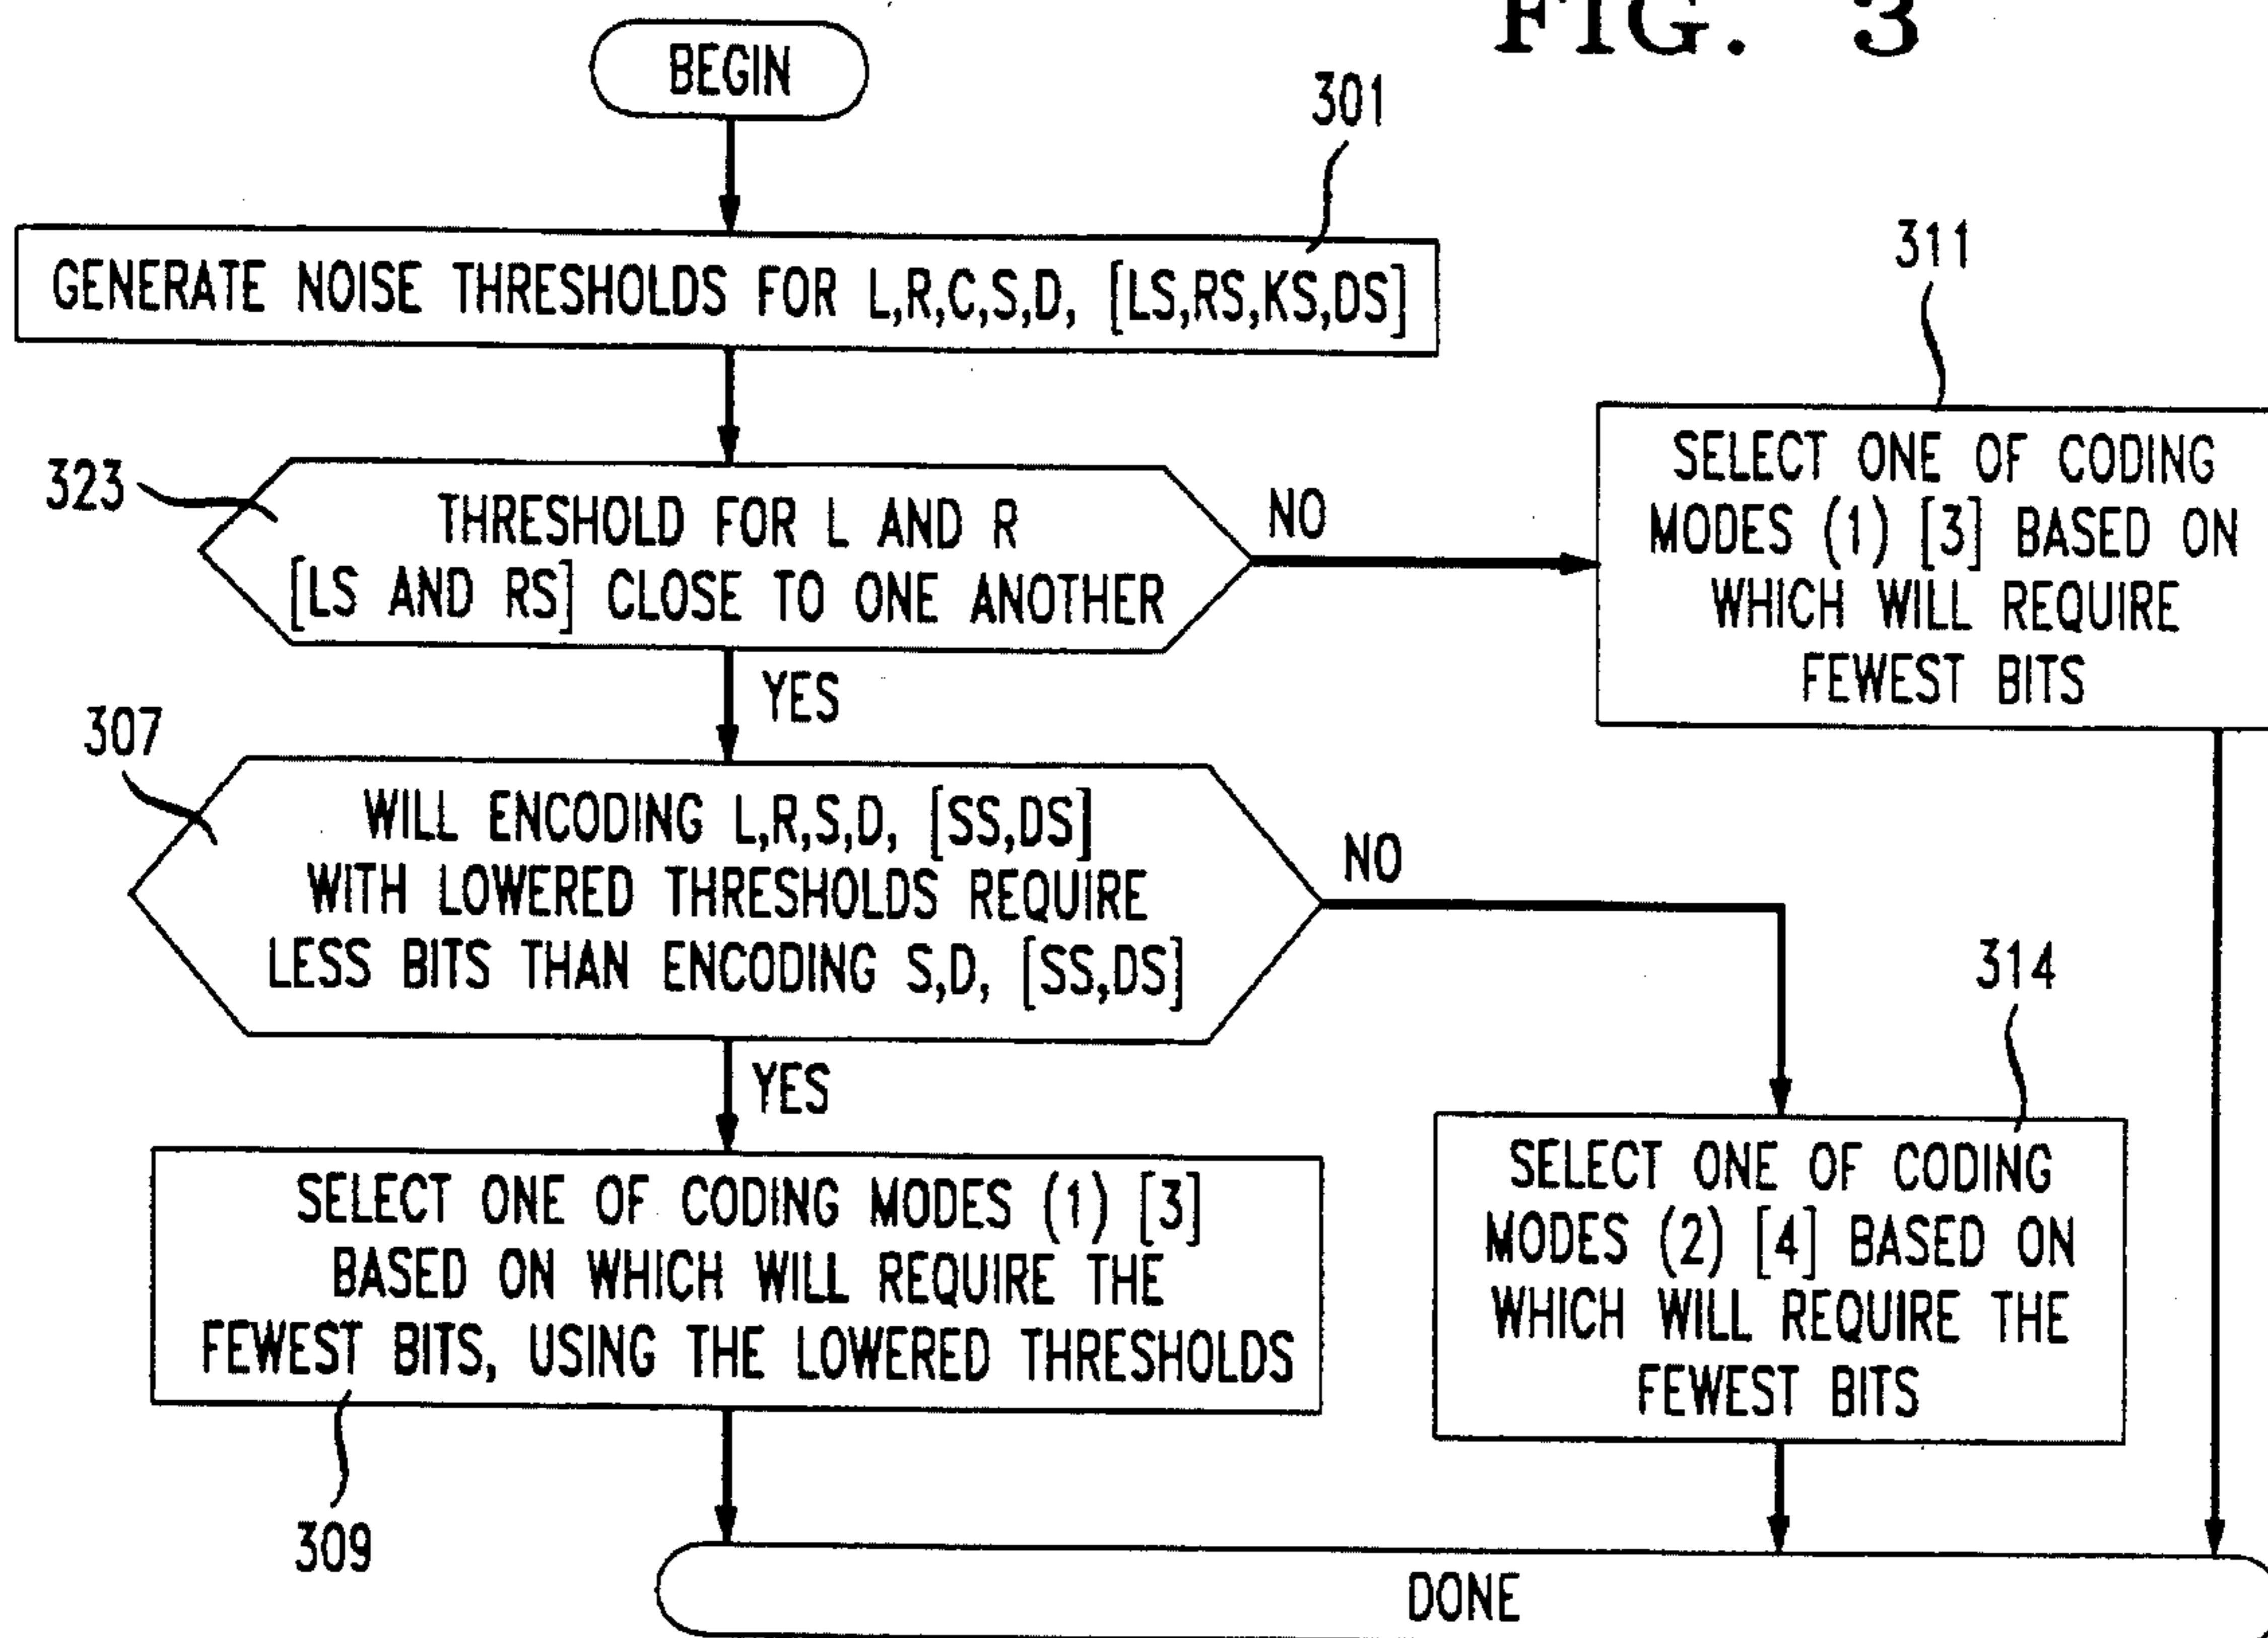 FIG. 3
BEGIN
301
GENERATE NOISE THRESHOLDS FOR L,R,C,S,D, [LS,RS,KS,DS]
323
THRESHOLD FOR L AND R
[LS AND RS] CLOSE TO ONE ANOTHER
NO
311
SELECT ONE OF CODING
MODES (1) [3] BASED ON
WHICH WILL REQUIRE
FEWEST BITS
YES
307
WILL ENCODING L,R,S,D, [SS,DS]
WITH LOWERED THRESHOLDS REQUIRE
LESS BITS THAN ENCODING S,D, [SS,DS]
NO
314
SELECT ONE OF CODING
MODES (2) [4] BASED ON
WHICH WILL REQUIRE THE
FEWEST BITS
YES
SELECT ONE OF CODING MODES (1) [3]
BASED ON WHICH WILL REQUIRE THE
FEWEST BITS, USING THE LOWERED THRESHOLDS
309
DONE